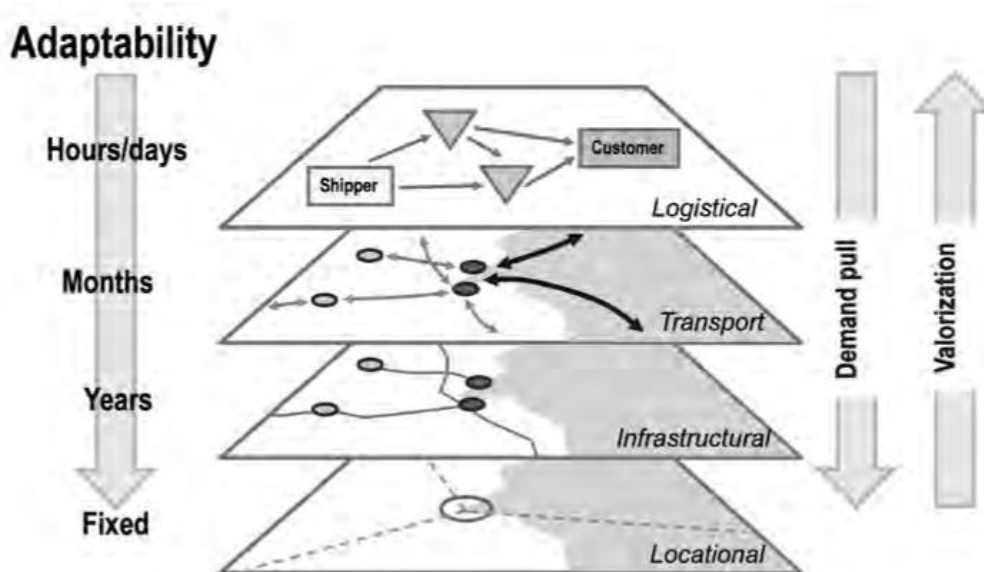 Adaptability
Hours/days
Customer
Shipper
Logistical
Months
Transport
Years
Infrastructural
Fixed
Locational
Demand pull
Valorization